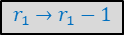 r₁ → r₁ − 1